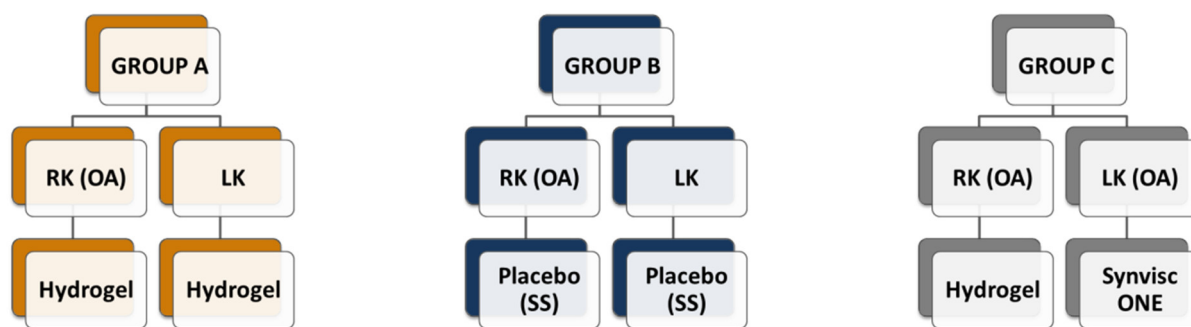 GROUP A
GROUP B
GROUP C
RK (OA)
LK
RK (OA)
LK
RK (OA)
LK (OA)
Hydrogel
Hydrogel
Placebo
(SS)
Placebo
(SS)
Hydrogel
Synvisc
ONE